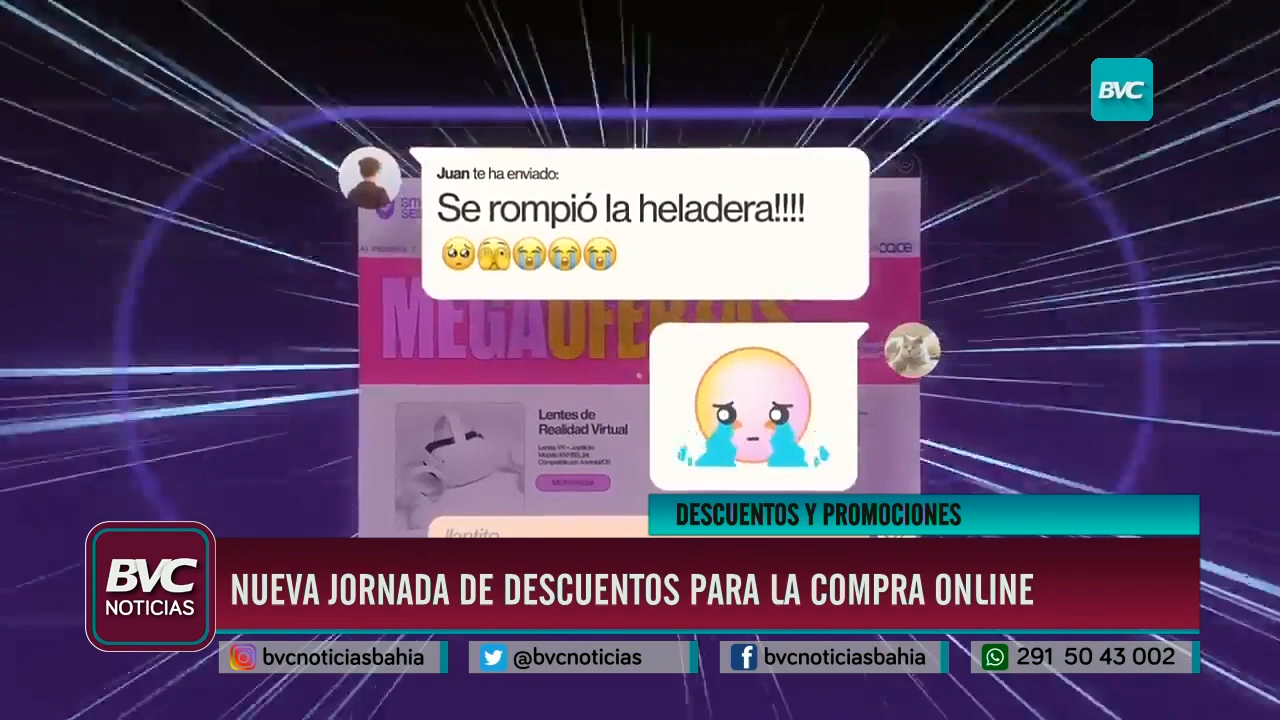 BVC
Juan te ha enviado:
Se rompió la heladera!!!!
MEGAOFERTAS
Lentes de
Realidad Virtual
llantito
DESCUENTOS Y PROMOCIONES
BVC
NOTICIAS
NUEVA JORNADA DE DESCUENTOS PARA LA COMPRA ONLINE
bvcnoticiasbahia
@bvcnoticias
bvcnoticiasbahia
291 50 43 002